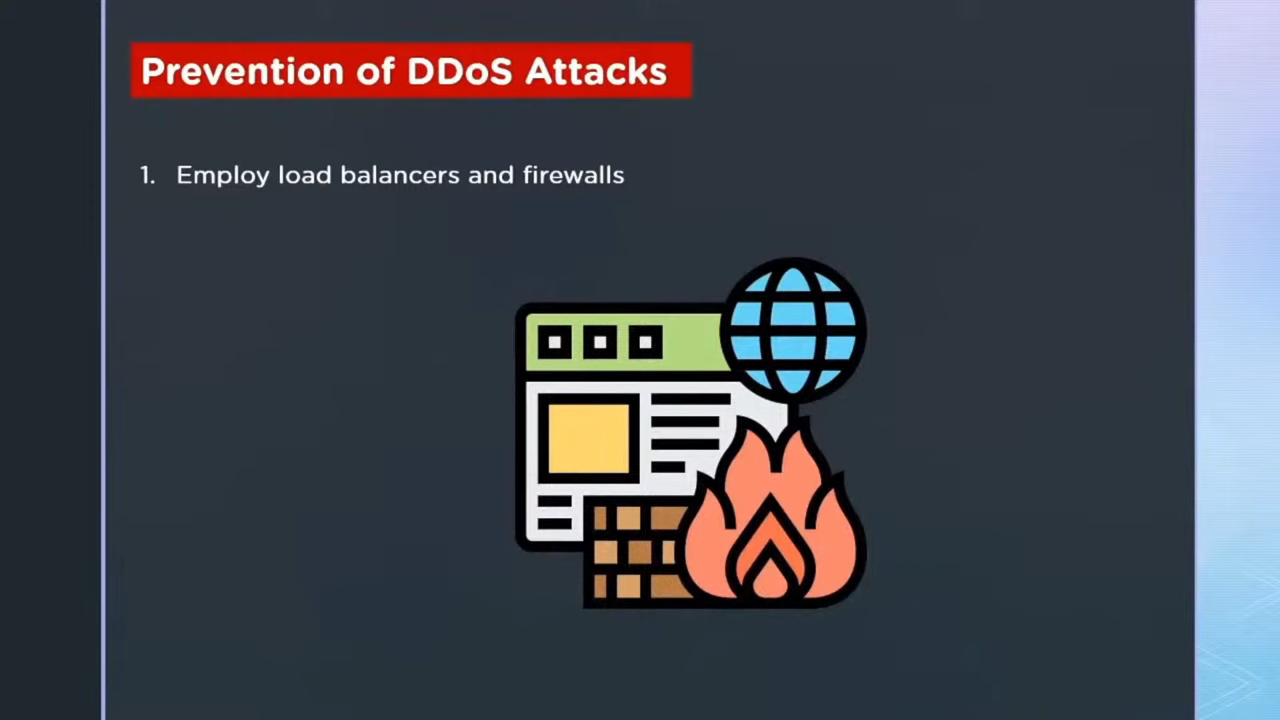 Prevention of DDoS Attacks
1. Employ load balancers and firewalls